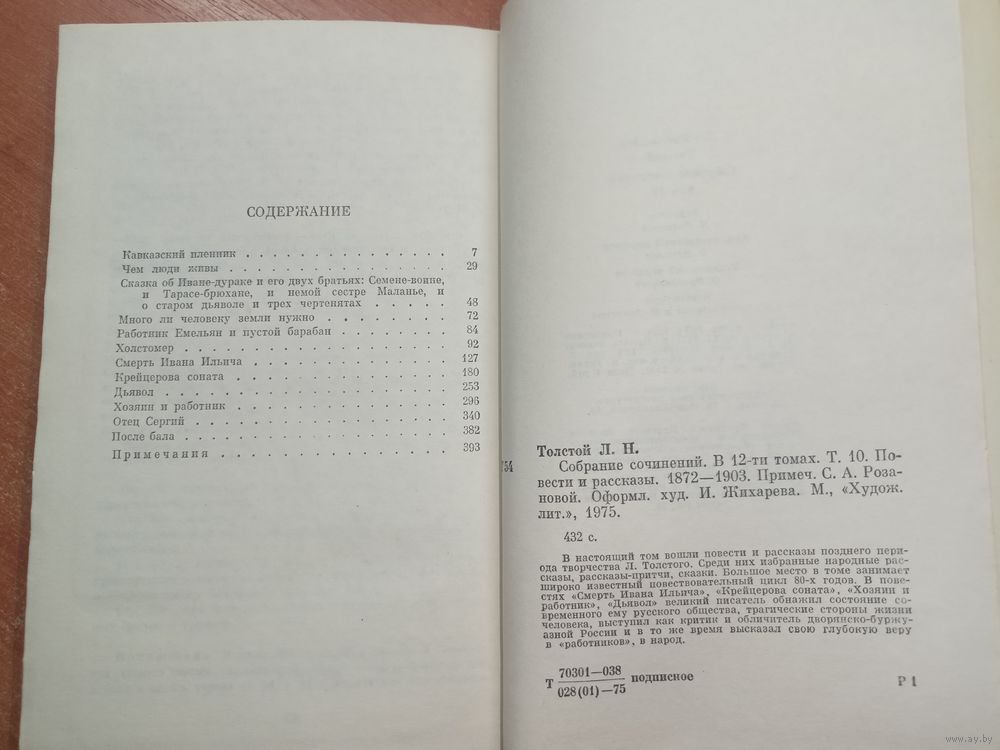 СОДЕРЖАНИЕ
Кавказский пленник . . . . . . . . . . . . . . . 7
Чем люди живы . . . . . . . . . . . . . . . 29
Сказка об Иване-дураке и его двух братьях: Семене-воине,
и Тарасе-брюхане, и немой сестре Маланье, и
о старом дьяволе и трех чертенятах . . . . . 48
Много ли человеку земли нужно . . . . . . . . . 72
Работник Емельян и пустой барабан . . . . . . . . 84
Холстомер . . . . . . . . . . . . . . . . . . 92
Смерть Ивана Ильича . . . . . . . . . . . . . . 127
Крейцерова соната . . . . . . . . . . . . . . . 180
Дьявол . . . . . . . . . . . . . . . . . . . . 253
Хозяин и работник . . . . . . . . . . . . . . . 296
Отец Сергий . . . . . . . . . . . . . . . . . . 340
После бала . . . . . . . . . . . . . . . . . . 382
Примечания . . . . . . . . . . . . . . . . 393
Толстой Л. Н.
Т54 Собрание сочинений. В 12-ти томах. Т. 10. По-
вести и рассказы. 1872—1903. Примеч. С. А. Роза-
новой. Оформл. худ. И. Жихарева. М., «Худож.
лит.», 1975.
432 с.
В настоящий том вошли повести и рассказы позднего пери-
ода творчества Л. Толстого. Среди них избранные народные рас-
сказы, рассказы-притчи, сказки. Большое место в томе занимает
широко известный повествовательный цикл 80-х годов. В пове-
стях «Смерть Ивана Ильича», «Крейцерова соната», «Хозяин и
работник», «Дьявол» великий писатель обнажил состояние со-
временного ему русского общества, трагические стороны жизни
человека, выступил как критик и обличитель дворянско-буржу-
азной России и в то же время высказал свою глубокую веру
в «работников», в народ.
Т 70301—038
028(01)—75 подписное
Р 1
www.ay.by